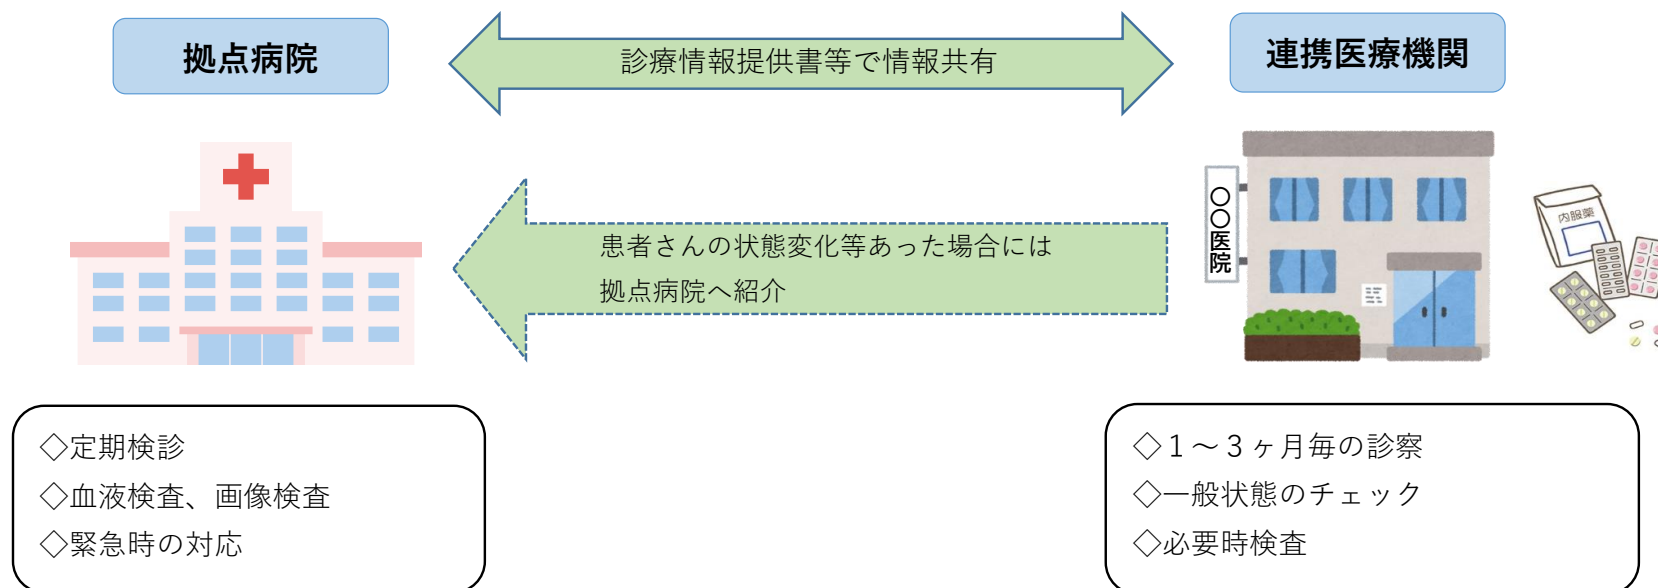 拠点病院
診療情報提供書等で情報共有
連携医療機関
〇〇医院
内服薬
患者さんの状態変化等あった場合には
拠点病院へ紹介
◇定期検診
◇血液検査、画像検査
◇緊急時の対応
◇１～３ヶ月毎の診察
◇一般状態のチェック
◇必要時検査